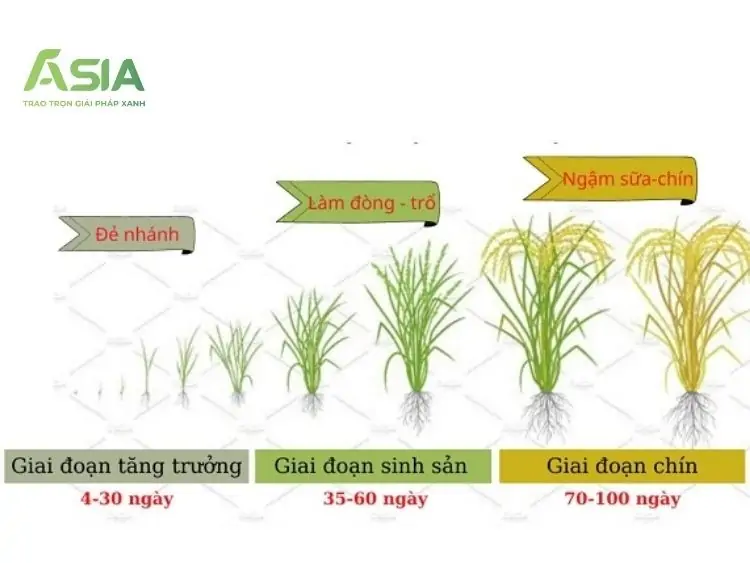 ASIA
TRAO TRỌN GIẢI PHÁP XANH
Đẻ nhánh
Làm đòng - trổ
Ngậm sữa-chín
Giai đoạn tăng trưởng
Giai đoạn sinh sản
Giai đoạn chín
4-30 ngày
35-60 ngày
70-100 ngày